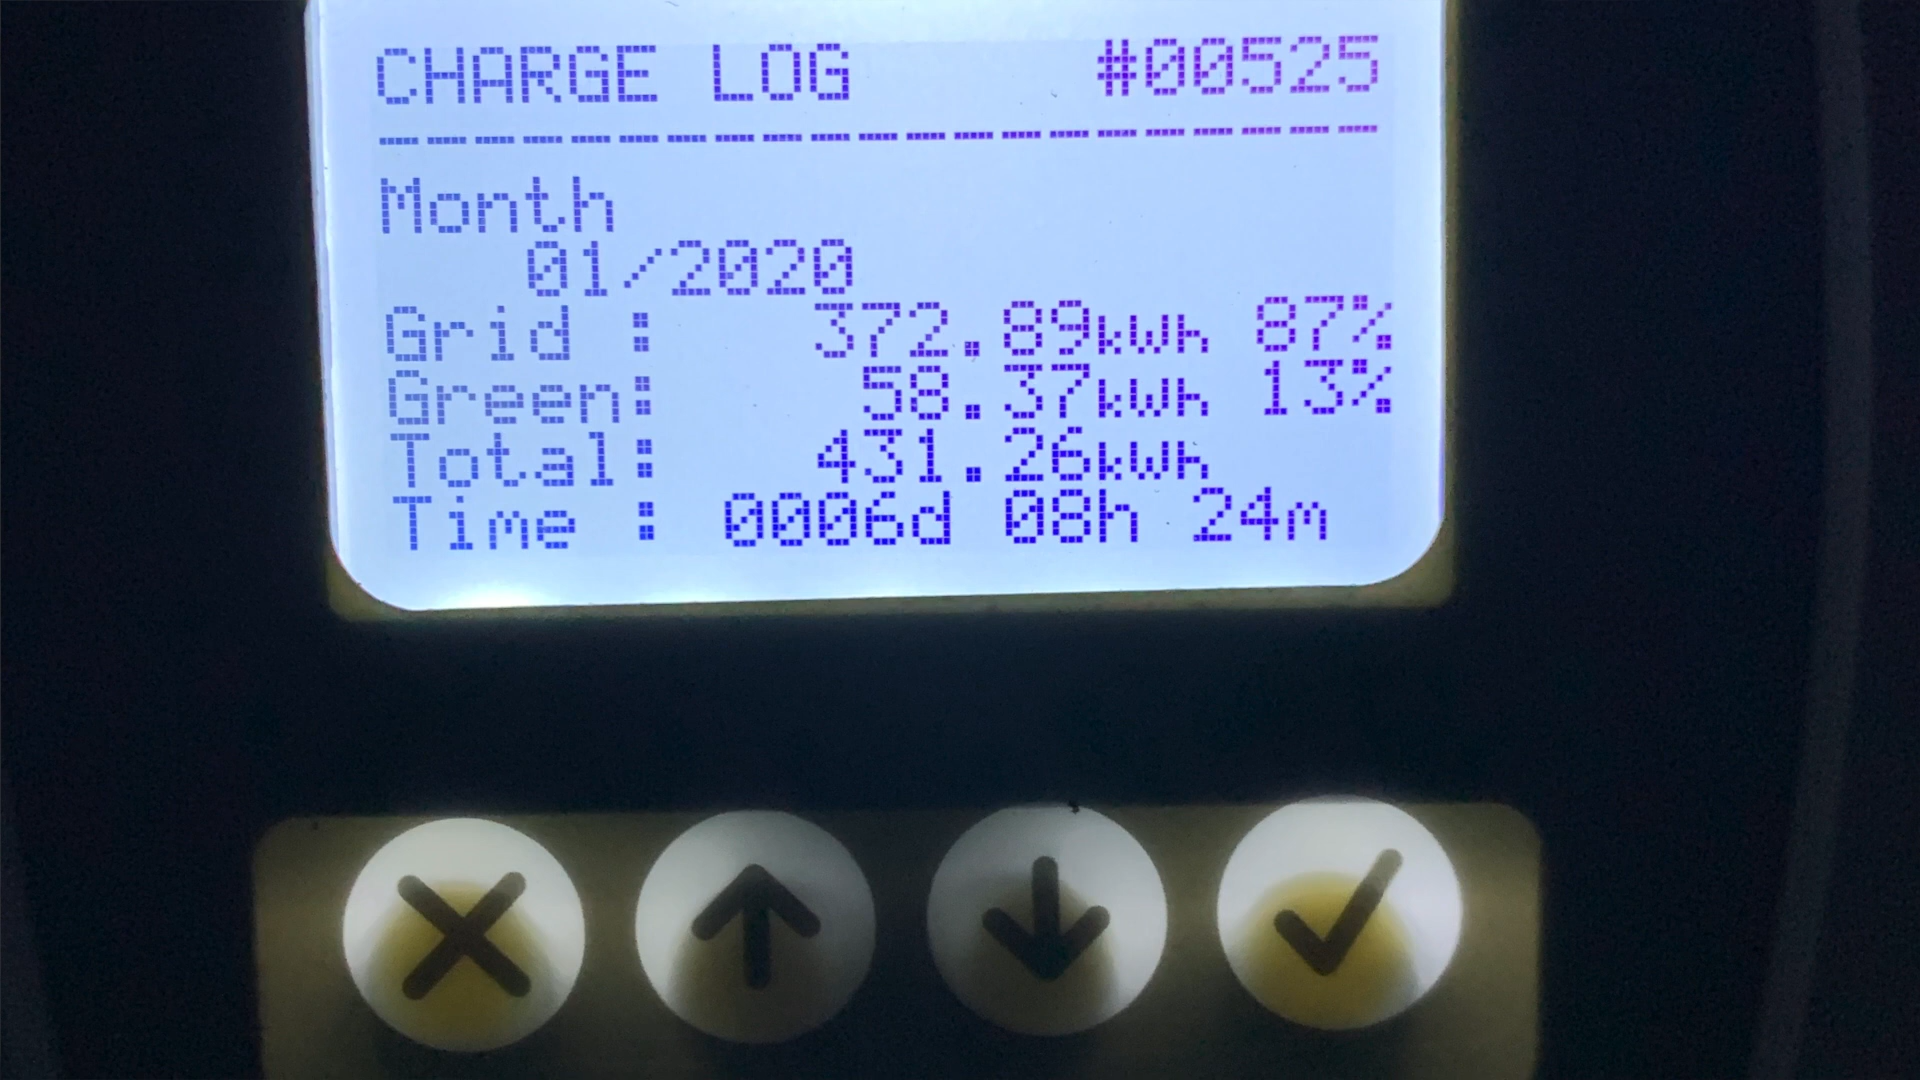 CHARGE LOG #00525
---------------------
Month
01/2020
Grid : 372.89kWh 87%
Green: 58.37kWh 13%
Total: 431.26kWh
Time : 0006d 08h 24m